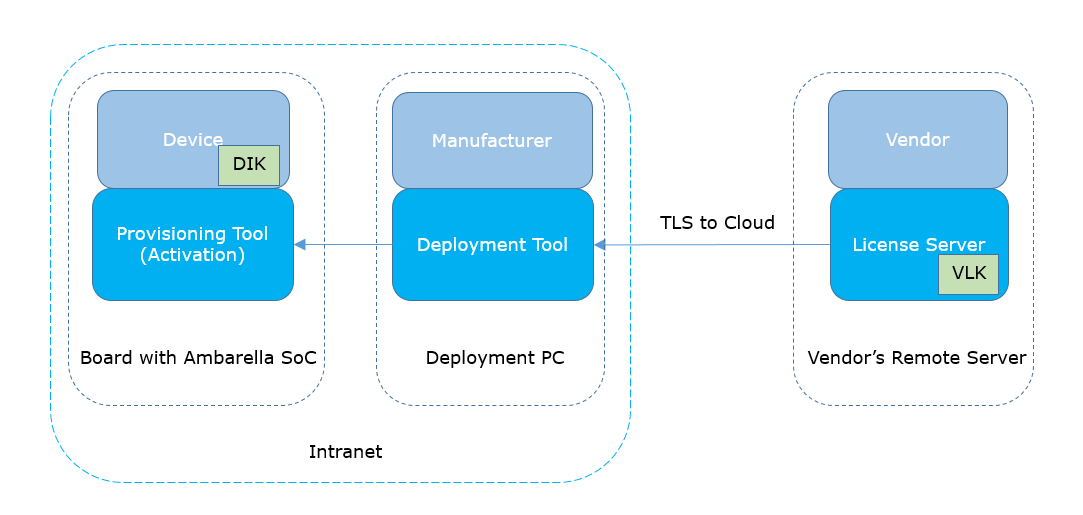 Device
DIK
Provisioning Tool
(Activation)
Board with Ambarella SoC
Manufacturer
Deployment Tool
Deployment PC
Intranet
TLS to Cloud
Vendor
License Server
VLK
Vendor’s Remote Server